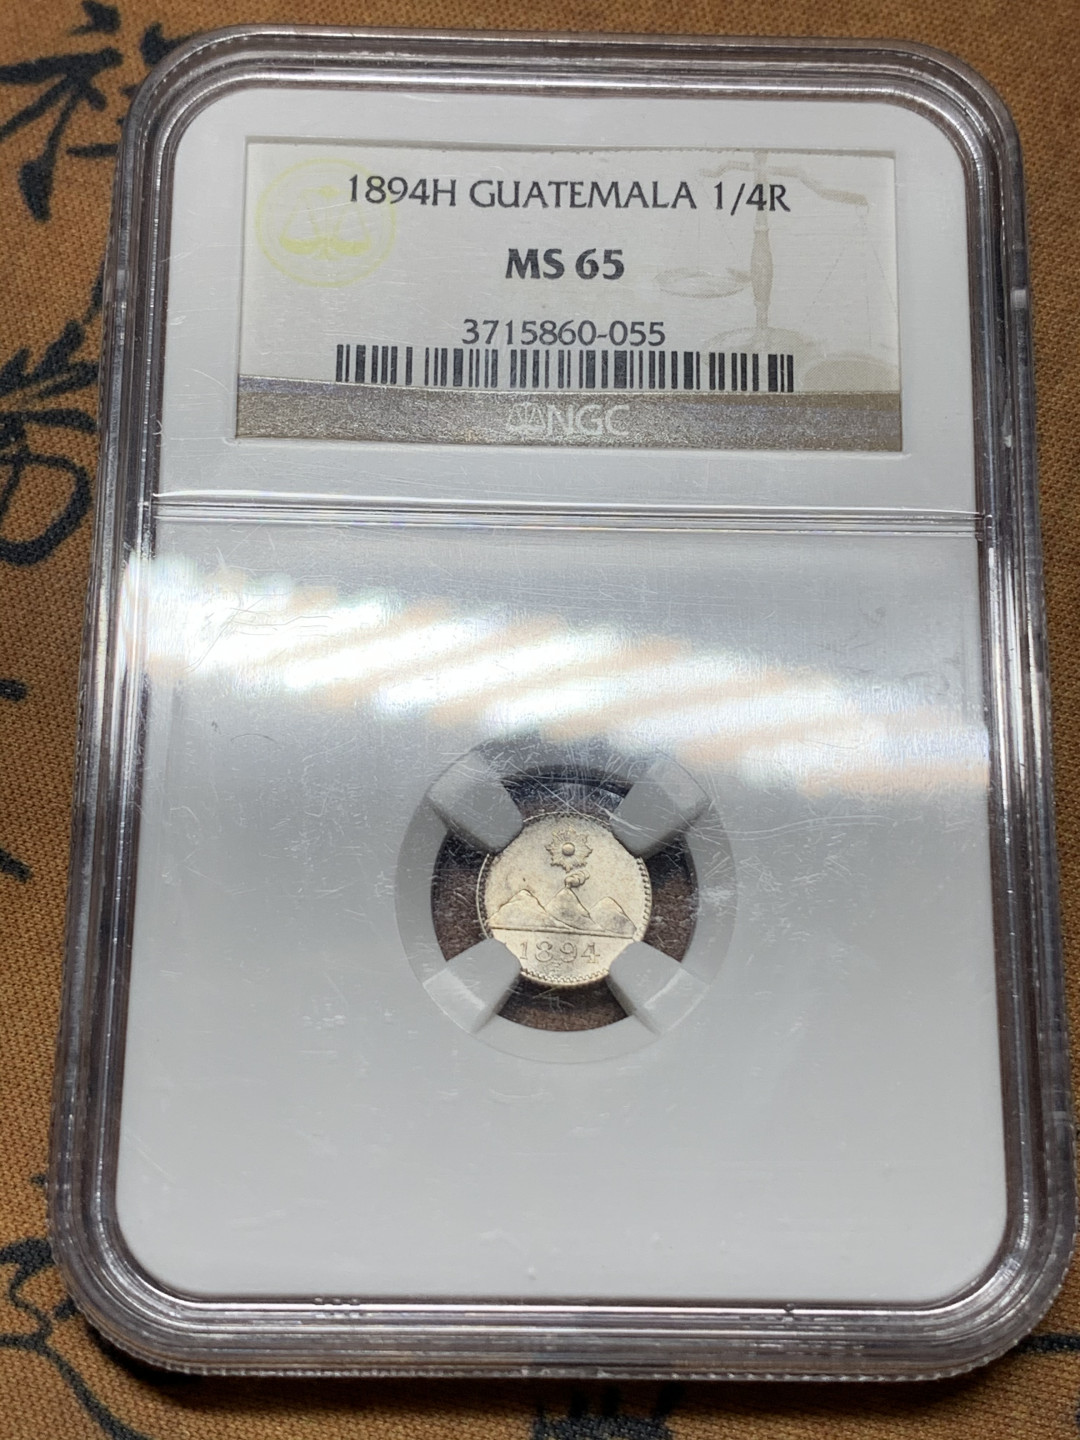 1894H GUATEMALA 1/4R
MS 65
3715860-055
NGC
1894